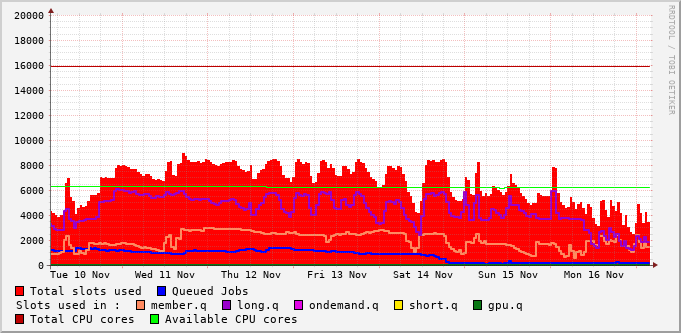 20000
18000
16000
14000
12000
10000
8000
6000
4000
2000
0
Tue 10 Nov Wed 11 Nov Thu 12 Nov Fri 13 Nov Sat 14 Nov Sun 15 Nov Mon 16 Nov
RRDTOOL / TOBI OETIKER
Total slots used Queued Jobs
Slots used in : member.q long.q ondemand.q short.q gpu.q
Total CPU cores Available CPU cores